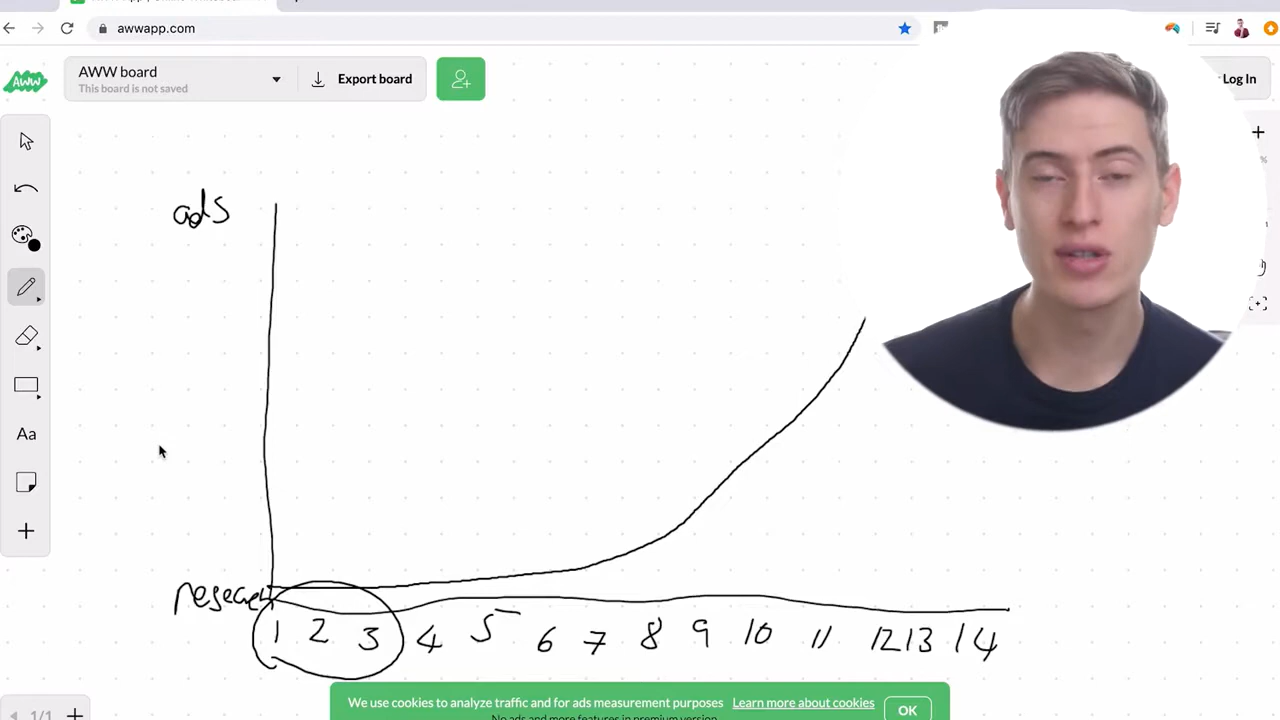 awwapp.com
AWW
AWW board
This board is not saved
Export board
Log In
ads
Aa
1 2 3 4 5 6 7 8 9 10 11 12 13 14
We use cookies to analyze traffic and for ads measurement purposes
Learn more about cookies
OK
1/1